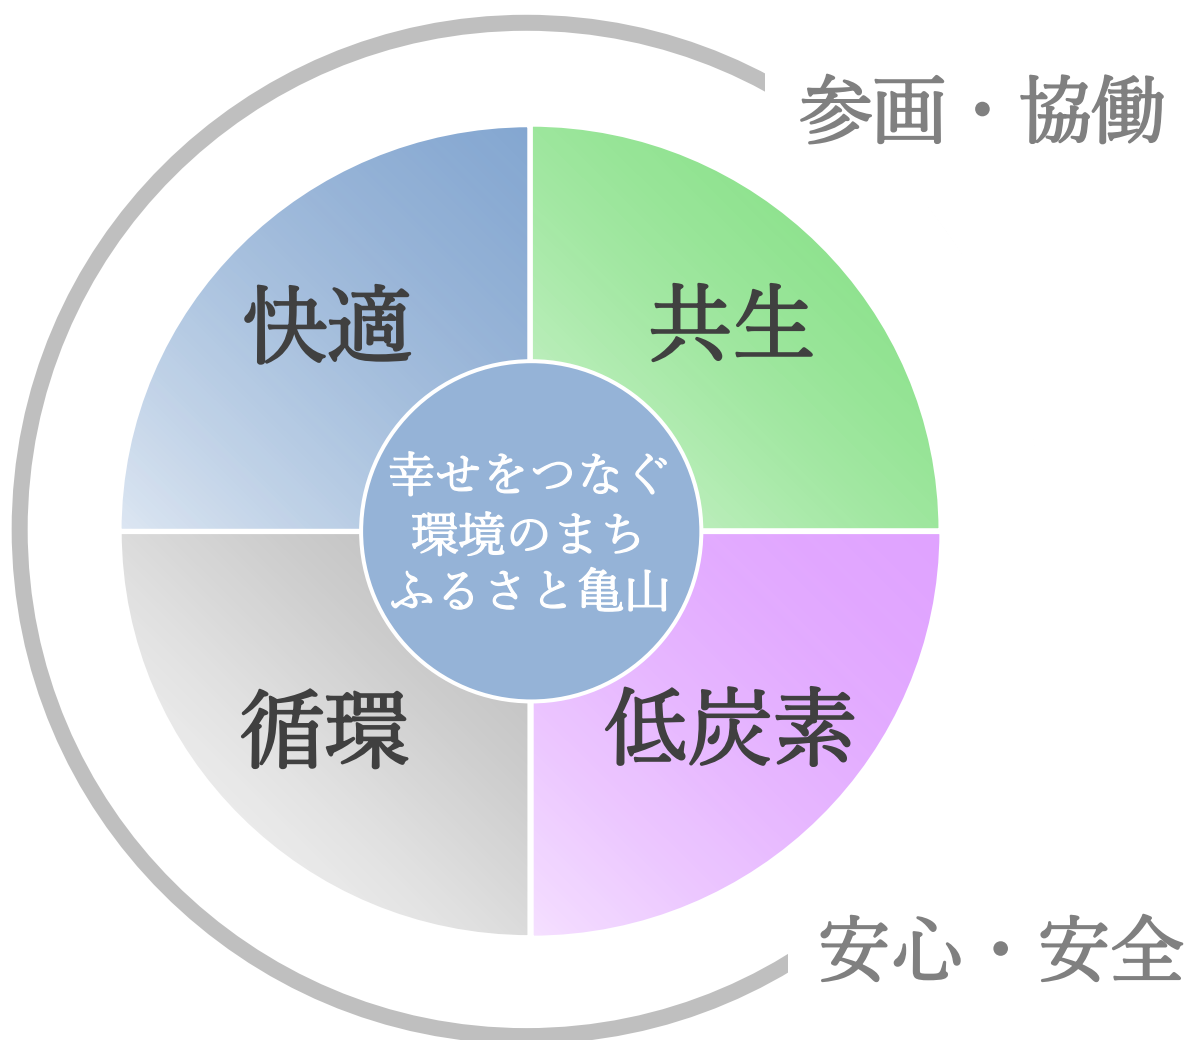 参画・協働
快適
共生
幸せをつなぐ
環境のまち
ふるさと亀山
循環
低炭素
安心・安全